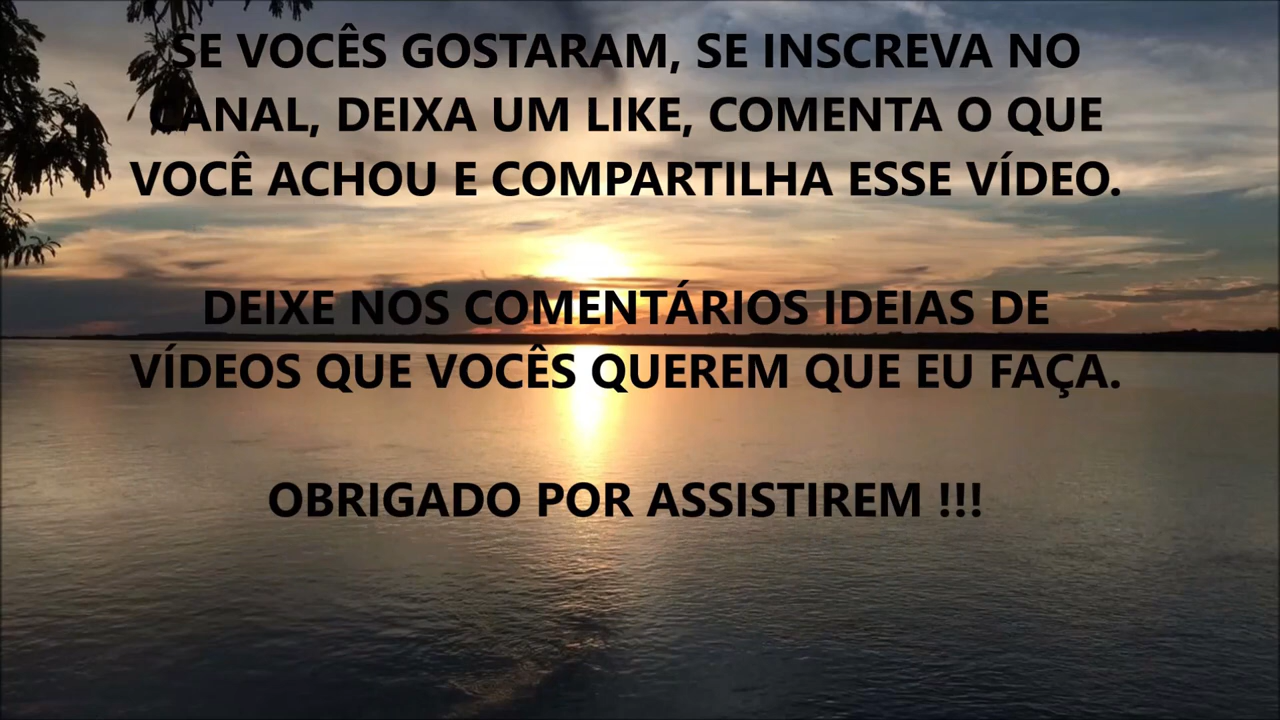 SE VOCÊS GOSTARAM, SE INSCREVA NO
CANAL, DEIXA UM LIKE, COMENTA O QUE
VOCÊ ACHOU E COMPARTILHA ESSE VÍDEO.
DEIXE NOS COMENTÁRIOS IDEIAS DE
VÍDEOS QUE VOCÊS QUEREM QUE EU FAÇA.
OBRIGADO POR ASSISTIREM !!!